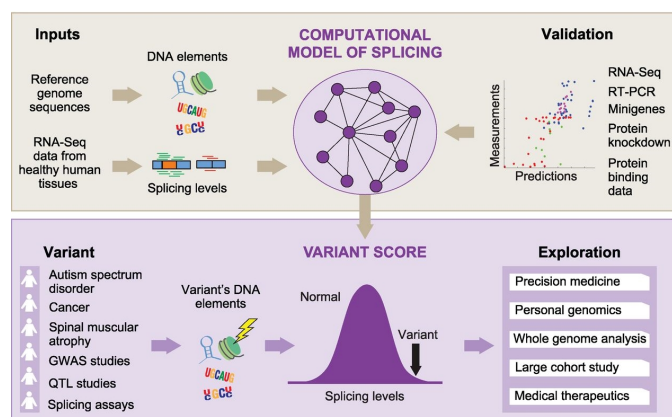 Inputs
Reference
genome
sequences
RNA-Seq
data from
healthy human
tissues
DNA elements
UGCAUG
Splicing levels
COMPUTATIONAL
MODEL OF SPLICING
Validation
Measurements
Predictions
RNA-Seq
RT-PCR
Minigenes
Protein
knockdown
Protein
binding
data
Variant
Autism spectrum
disorder
Cancer
Spinal muscular
atrophy
GWAS studies
QTL studies
Splicing assays
Variant's DNA
elements
UGCAUG
VARIANT SCORE
Normal
Variant
Splicing levels
Exploration
Precision medicine
Personal genomics
Whole genome analysis
Large cohort study
Medical therapeutics